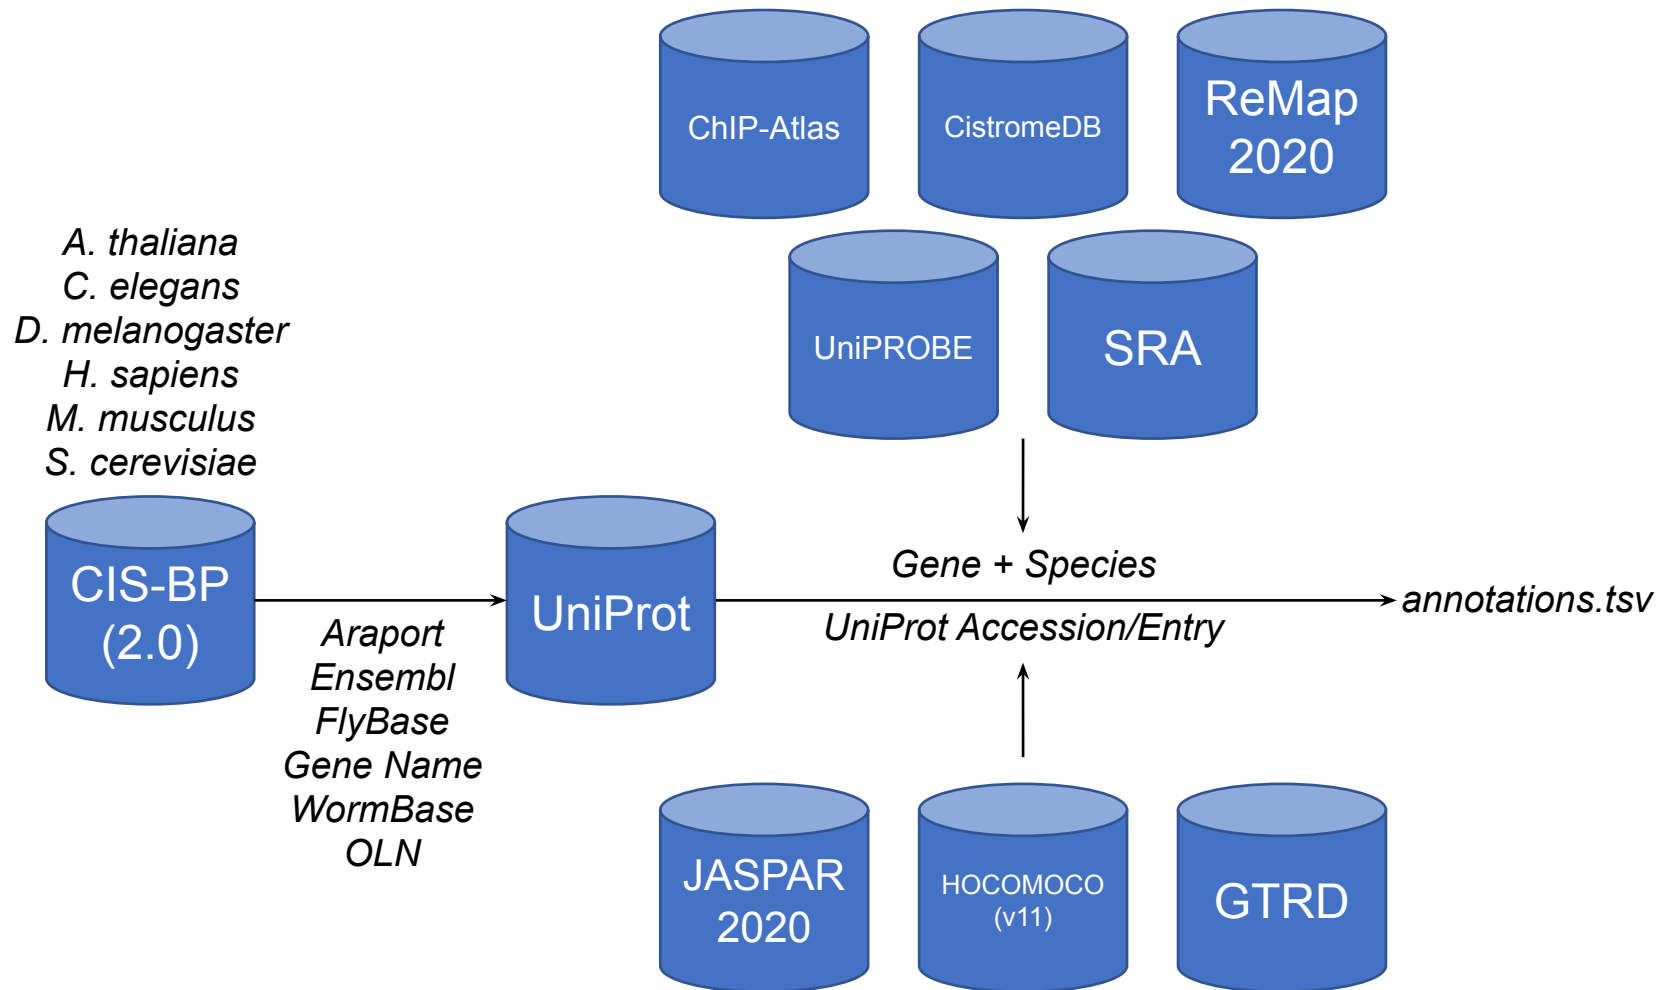 ChIP-Atlas
CistromeDB
ReMap
2020
UniPROBE
SRA
A. thaliana
C. elegans
D. melanogaster
H. sapiens
M. musculus
S. cerevisiae
CIS-BP
(2.0)
Araport
Ensembl
FlyBase
Gene Name
WormBase
OLN
UniProt
Gene + Species
UniProt Accession/Entry
annotations.tsv
JASPAR
2020
HOCOMOCO
(v11)
GTRD